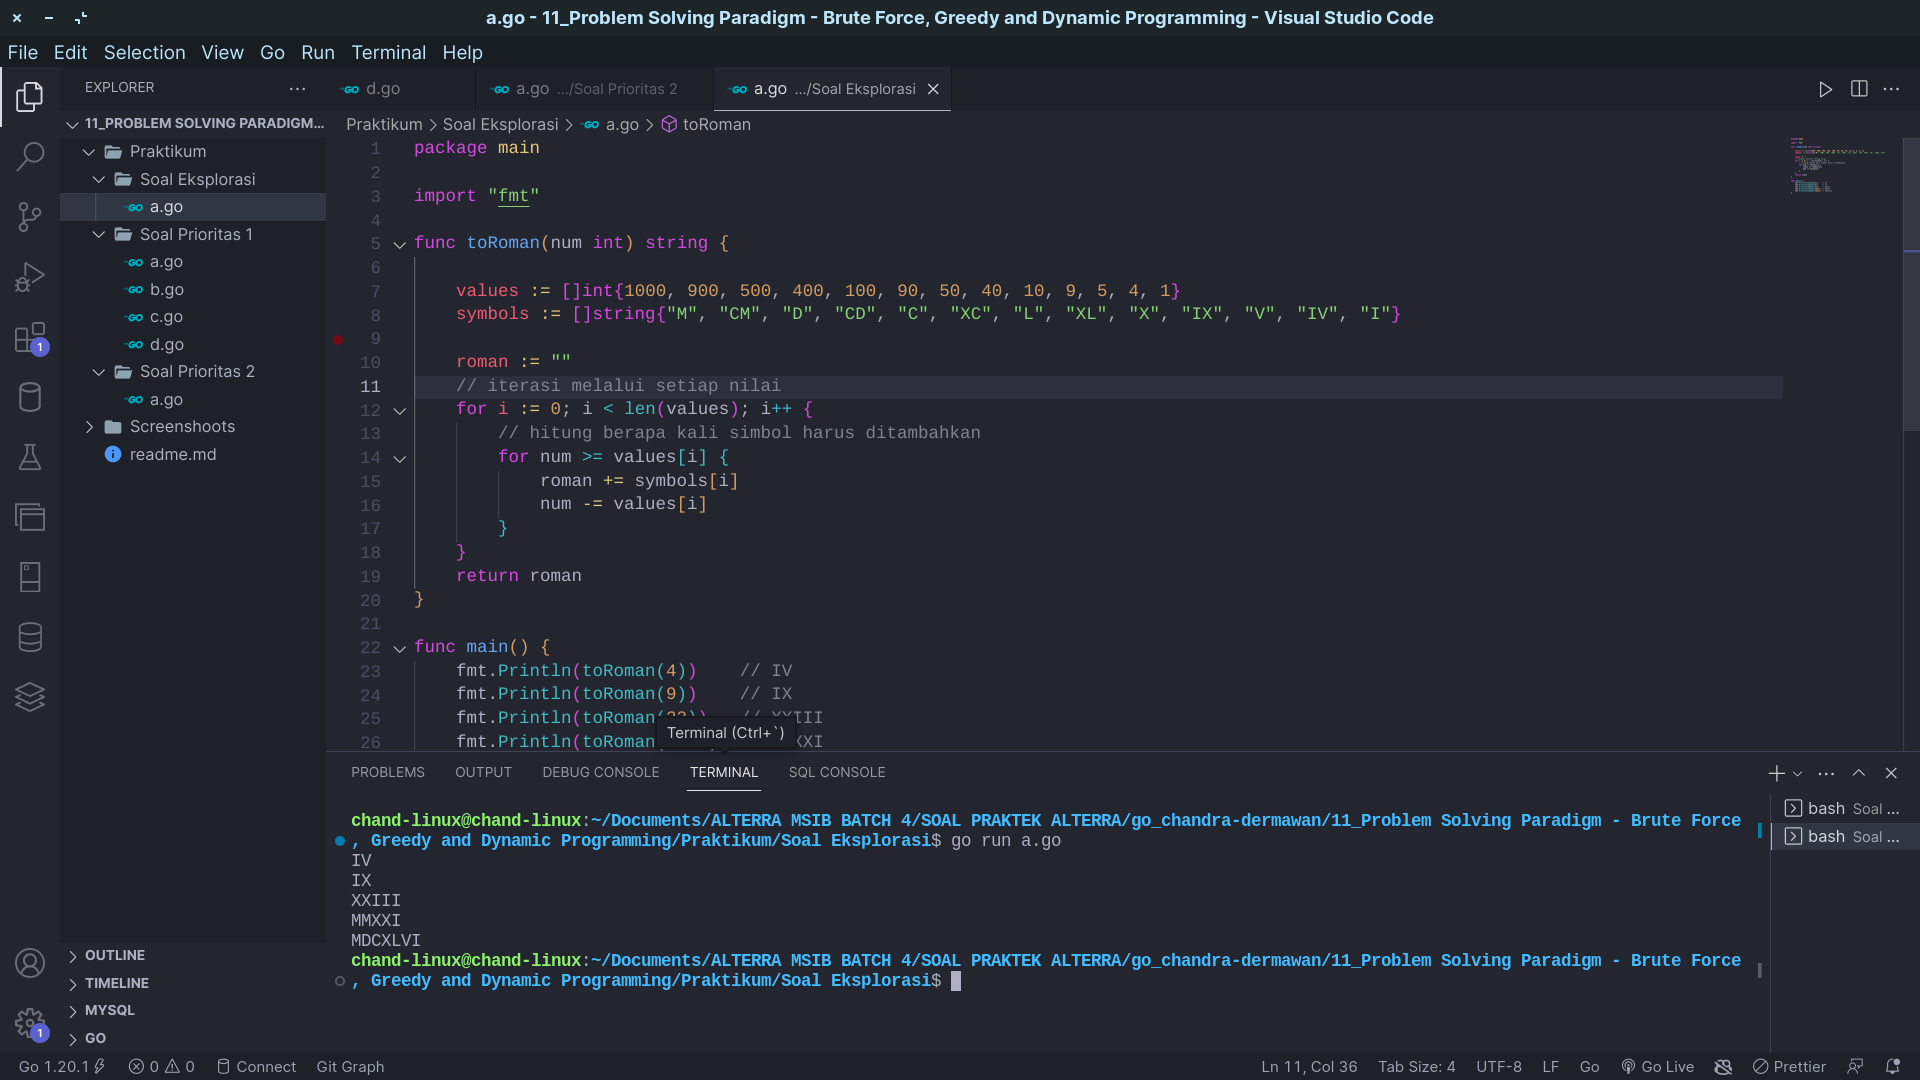 a.go - 11_Problem Solving Paradigm - Brute Force, Greedy and Dynamic Programming - Visual Studio Code
File Edit Selection View Go Run Terminal Help
EXPLORER
11_PROBLEM SOLVING PARADIGM...
Praktikum
Soal Eksplorasi
a.go
Soal Prioritas 1
a.go
b.go
c.go
d.go
Soal Prioritas 2
a.go
Screenshoots
readme.md
OUTLINE
TIMELINE
MYSQL
GO
1
1
d.go
a.go .../Soal Prioritas 2
a.go .../Soal Eksplorasi
Praktikum > Soal Eksplorasi > a.go > toRoman
1 package main
2
3 import "fmt"
4
5 func toRoman(num int) string {
6
7 values := []int{1000, 900, 500, 400, 100, 90, 50, 40, 10, 9, 5, 4, 1}
8 symbols := []string{"M", "CM", "D", "CD", "C", "XC", "L", "XL", "X", "IX", "V", "IV", "I"}
9
10 roman := ""
11 // iterasi melalui setiap nilai
12 for i := 0; i < len(values); i++ {
13 // hitung berapa kali simbol harus ditambahkan
14 for num >= values[i] {
15 roman += symbols[i]
16 num -= values[i]
17 }
18 }
19 return roman
20 }
21
22 func main() {
23 fmt.Println(toRoman(4)) // IV
24 fmt.Println(toRoman(9)) // IX
25 fmt.Println(toRoman(23)) // XXIII
26 fmt.Println(toRoman
Terminal (Ctrl+`)
PROBLEMS OUTPUT DEBUG CONSOLE TERMINAL SQL CONSOLE
chand-linux@chand-linux:~/Documents/ALTERRA MSIB BATCH 4/SOAL PRAKTEK ALTERRA/go_chandra-dermawan/11_Problem Solving Paradigm - Brute Force
, Greedy and Dynamic Programming/Praktikum/Soal Eksplorasi$ go run a.go
IV
IX
XXIII
MMXXI
MDCXLVI
chand-linux@chand-linux:~/Documents/ALTERRA MSIB BATCH 4/SOAL PRAKTEK ALTERRA/go_chandra-dermawan/11_Problem Solving Paradigm - Brute Force
, Greedy and Dynamic Programming/Praktikum/Soal Eksplorasi$
bash Soal ...
bash Soal ...
Go 1.20.1 0 0 Connect Git Graph Ln 11, Col 36 Tab Size: 4 UTF-8 LF Go Go Live Prettier